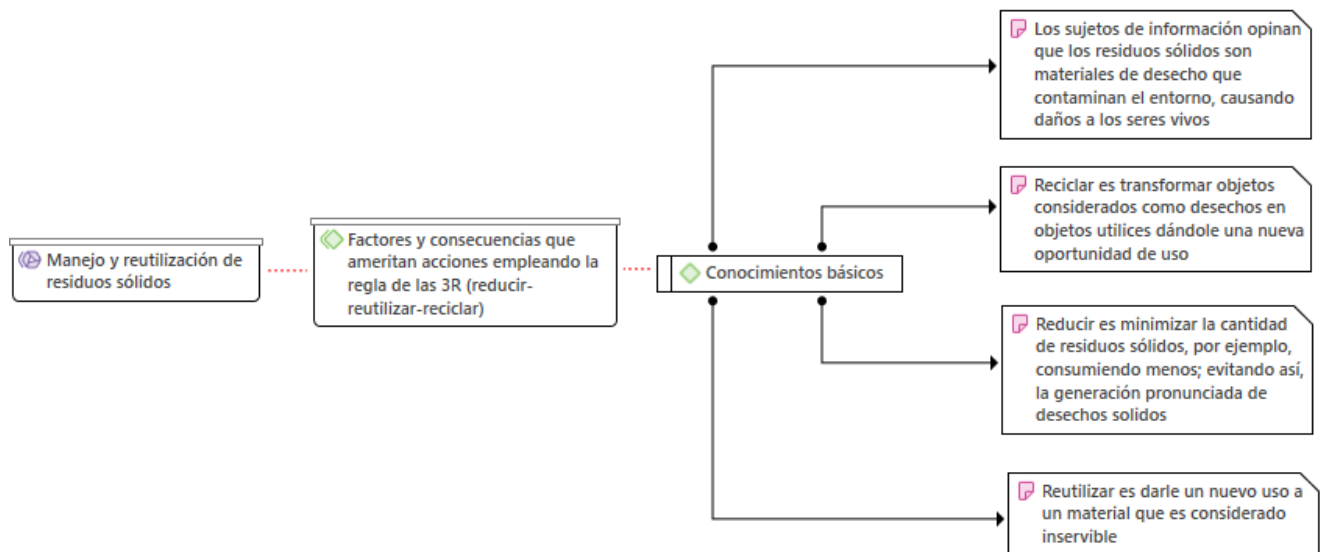 Los sujetos de información opinan
que los residuos sólidos son
materiales de desecho que
contaminan el entorno, causando
daños a los seres vivos
Reciclar es transformar objetos
considerados como desechos en
objetos utilices dándole una nueva
oportunidad de uso
Manejo y reutilización de
residuos sólidos
Factores y consecuencias que
ameritan acciones empleando la
regla de las 3R (reducir-
reutilizar-reciclar)
Conocimientos básicos
Reducir es minimizar la cantidad
de residuos sólidos, por ejemplo,
consumiendo menos; evitando así,
la generación pronunciada de
desechos solidos
Reutilizar es darle un nuevo uso a
un material que es considerado
inservible